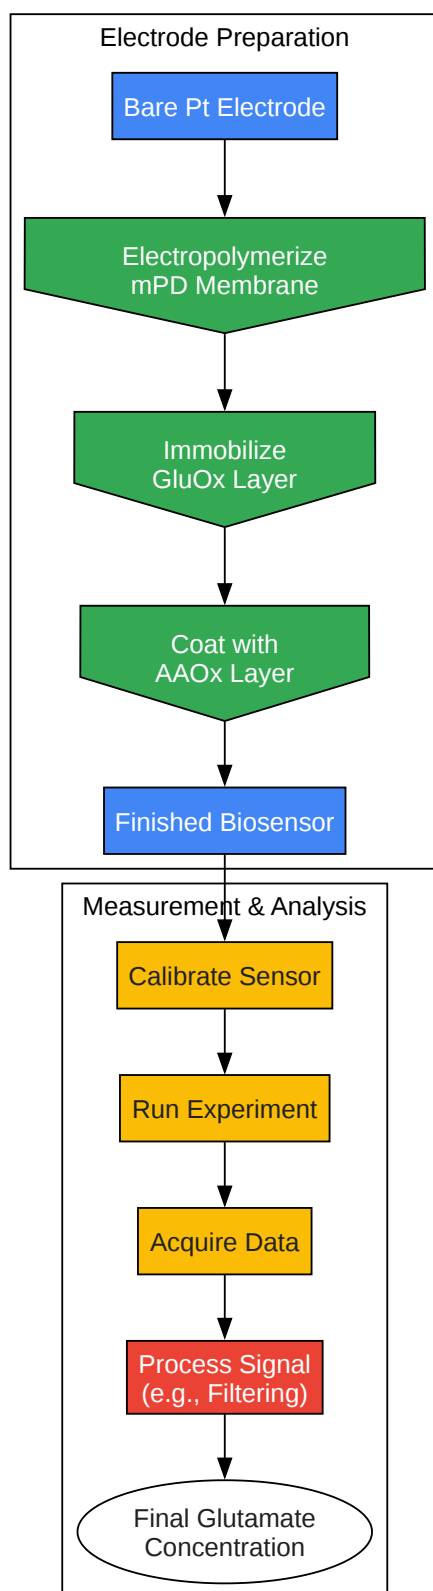 Electrode Preparation
Bare Pt Electrode
Electropolymerize
mPD Membrane
Immobilize
GluOx Layer
Coat with
AAOx Layer
Finished Biosensor
Measurement & Analysis
Calibrate Sensor
Run Experiment
Acquire Data
Process Signal
(e.g., Filtering)
Final Glutamate
Concentration